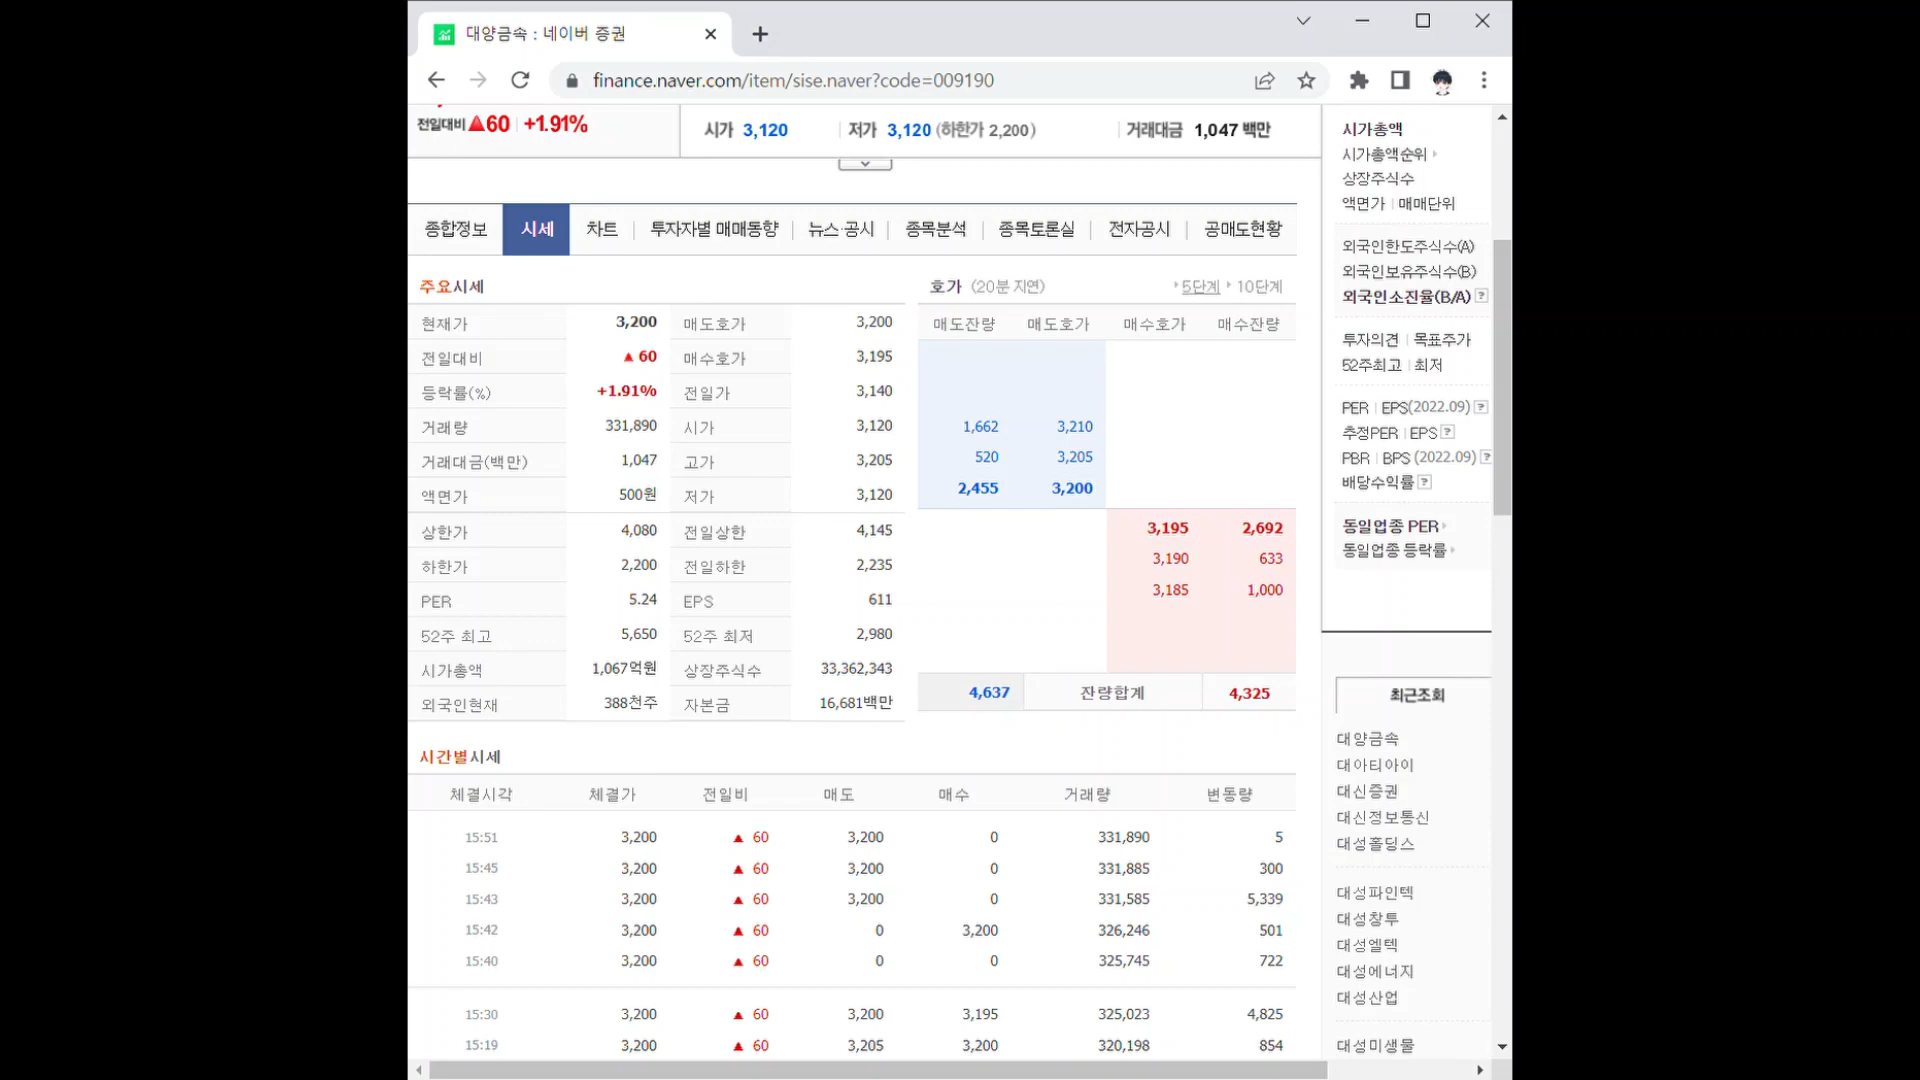 대양금속 : 네이버 증권
finance.naver.com/item/sise.naver?code=009190
전일대비 ▲60 +1.91%
시가 3,120 저가 3,120 (하한가 2,200) 거래대금 1,047 백만
종합정보 시세 차트 투자자별 매매동향 뉴스·공시 종목분석 종목토론실 전자공시 공매도현황
주요시세
현재가 3,200 매도호가 3,200
전일대비 ▲ 60 매수호가 3,195
등락률(%) +1.91% 전일가 3,140
거래량 331,890 시가 3,120
거래대금(백만) 1,047 고가 3,205
액면가 500원 저가 3,120
상한가 4,080 전일상한 4,145
하한가 2,200 전일하한 2,235
PER 5.24 EPS 611
52주 최고 5,650 52주 최저 2,980
시가총액 1,067억원 상장주식수 33,362,343
외국인현재 388천주 자본금 16,681백만
호가 (20분 지연) 5단계 10단계
매도잔량 매도호가 매수호가 매수잔량
1,662 3,210
520 3,205
2,455 3,200
3,195 2,692
3,190 633
3,185 1,000
4,637 잔량합계 4,325
시간별시세
체결시각 체결가 전일비 매도 매수 거래량 변동량
15:51 3,200 ▲ 60 3,200 0 331,890 5
15:45 3,200 ▲ 60 3,200 0 331,885 300
15:43 3,200 ▲ 60 3,200 0 331,585 5,339
15:42 3,200 ▲ 60 0 3,200 326,246 501
15:40 3,200 ▲ 60 0 0 325,745 722
15:30 3,200 ▲ 60 3,200 3,195 325,023 4,825
15:19 3,200 ▲ 60 3,205 3,200 320,198 854
시가총액
시가총액순위
상장주식수
액면가 매매단위
외국인한도주식수(A)
외국인보유주식수(B)
외국인소진율(B/A) ?
투자의견 목표주가
52주최고 최저
PER EPS(2022.09) ?
추정PER EPS ?
PBR BPS (2022.09) ?
배당수익률 ?
동일업종 PER
동일업종 등락률
최근조회
대양금속
대아티아이
대신증권
대신정보통신
대성홀딩스
대성파인텍
대성창투
대성엘텍
대성에너지
대성산업
대성미생물